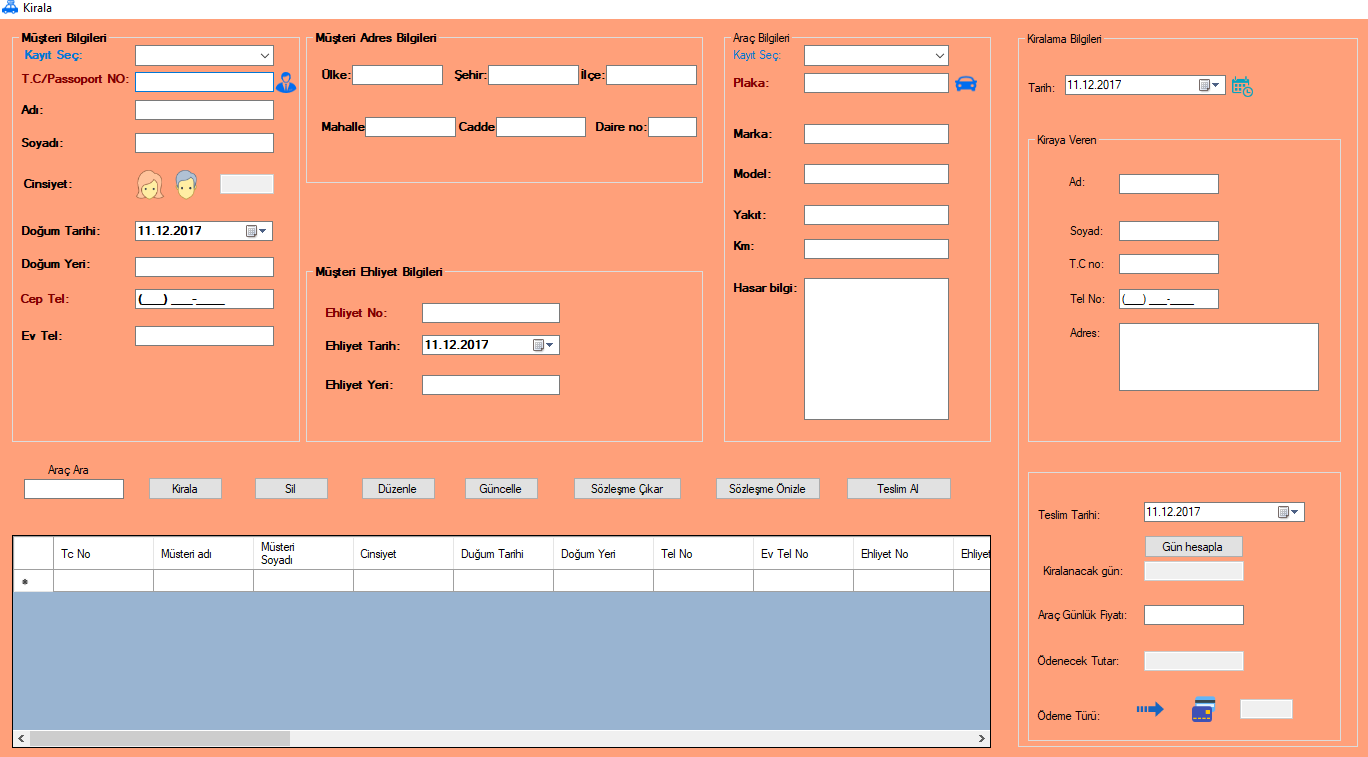 Kirala
Müşteri Bilgileri
Kayıt Seç:
T.C/Passoport NO:
Adı:
Soyadı:
Cinsiyet:
Doğum Tarihi:
11.12.2017
Doğum Yeri:
Cep Tel:
(___) ___-____
Ev Tel:
Müşteri Adres Bilgileri
Ülke:
Şehir:
İlçe:
Mahalle
Cadde
Daire no:
Müşteri Ehliyet Bilgileri
Ehliyet No:
Ehliyet Tarih:
11.12.2017
Ehliyet Yeri:
Araç Bilgileri
Kayıt Seç:
Plaka:
Marka:
Model:
Yakıt:
Km:
Hasar bilgi:
Kiralama Bilgileri
Tarih:
11.12.2017
Kiraya Veren
Ad:
Soyad:
T.C no:
Tel No:
(___) ___-____
Adres:
Araç Ara
Kirala
Sil
Düzenle
Güncelle
Sözleşme Çıkar
Sözleşme Önizle
Teslim Al
Tc No
Müsteri adı
Müsteri
Soyadı
Cinsiyet
Duğum Tarihi
Doğum Yeri
Tel No
Ev Tel No
Ehliyet No
Ehliyet
Teslim Tarihi:
11.12.2017
Gün hesapla
Kiralanacak gün:
Araç Günlük Fiyatı:
Ödenecek Tutar:
Ödeme Türü: